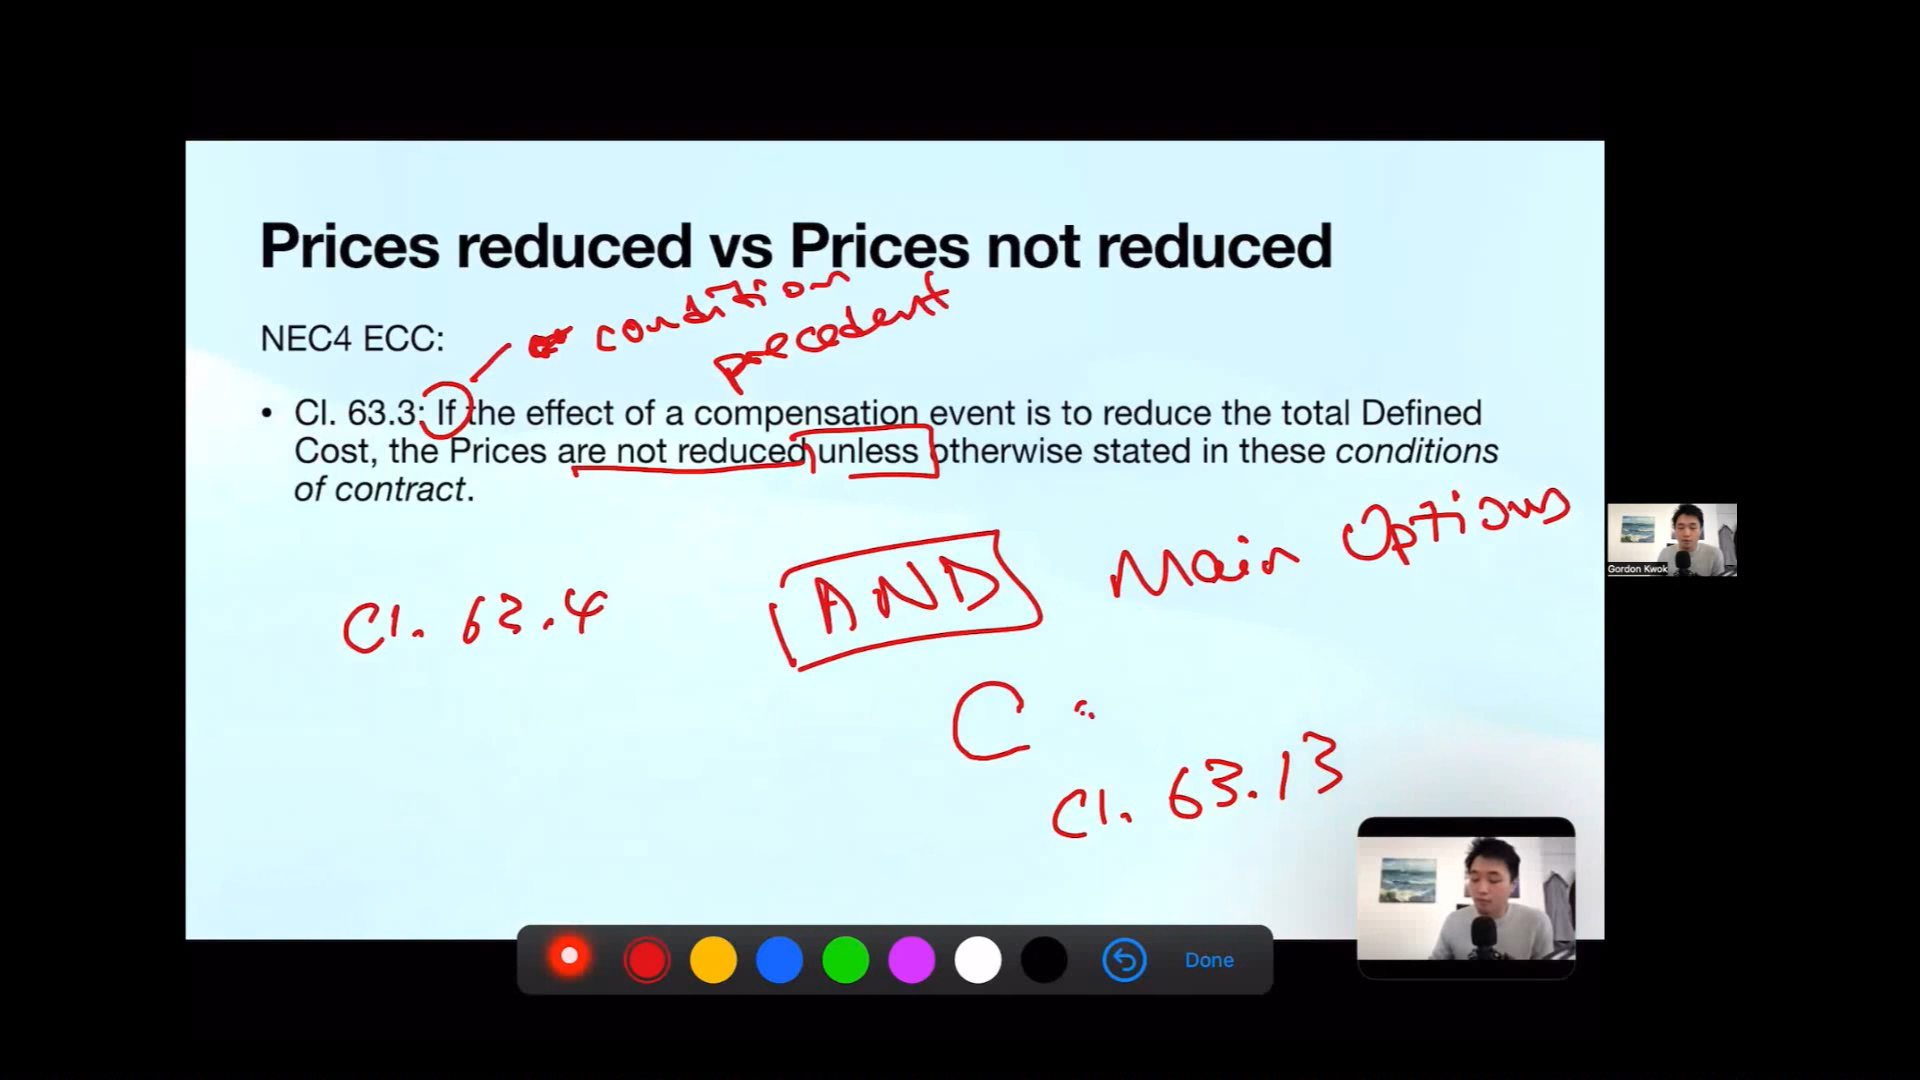 Prices reduced vs Prices not reduced
condition
precedent
NEC4 ECC:
• Cl. 63.3: If the effect of a compensation event is to reduce the total Defined
Cost, the Prices are not reduced unless otherwise stated in these conditions
of contract.
Main Options
AND
Cl. 63.4
C :
Cl. 63.13
Gordon Kwok
Done